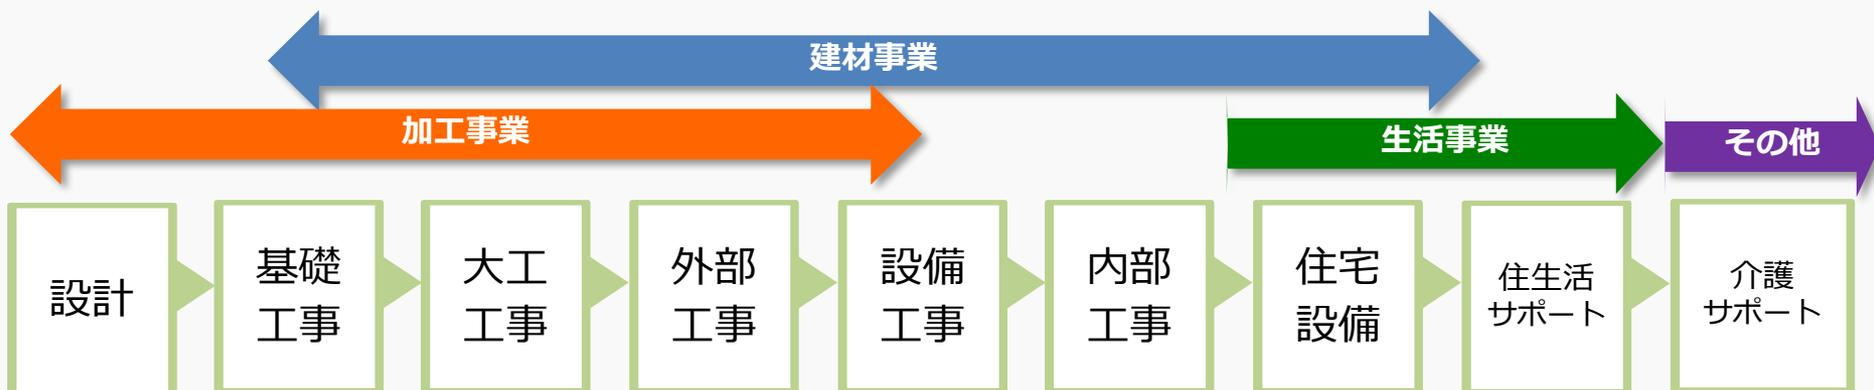 建材事業
加工事業
生活事業
その他
設計
基礎
工事
大工
工事
外部
工事
設備
工事
内部
工事
住宅
設備
住生活
サポート
介護
サポート